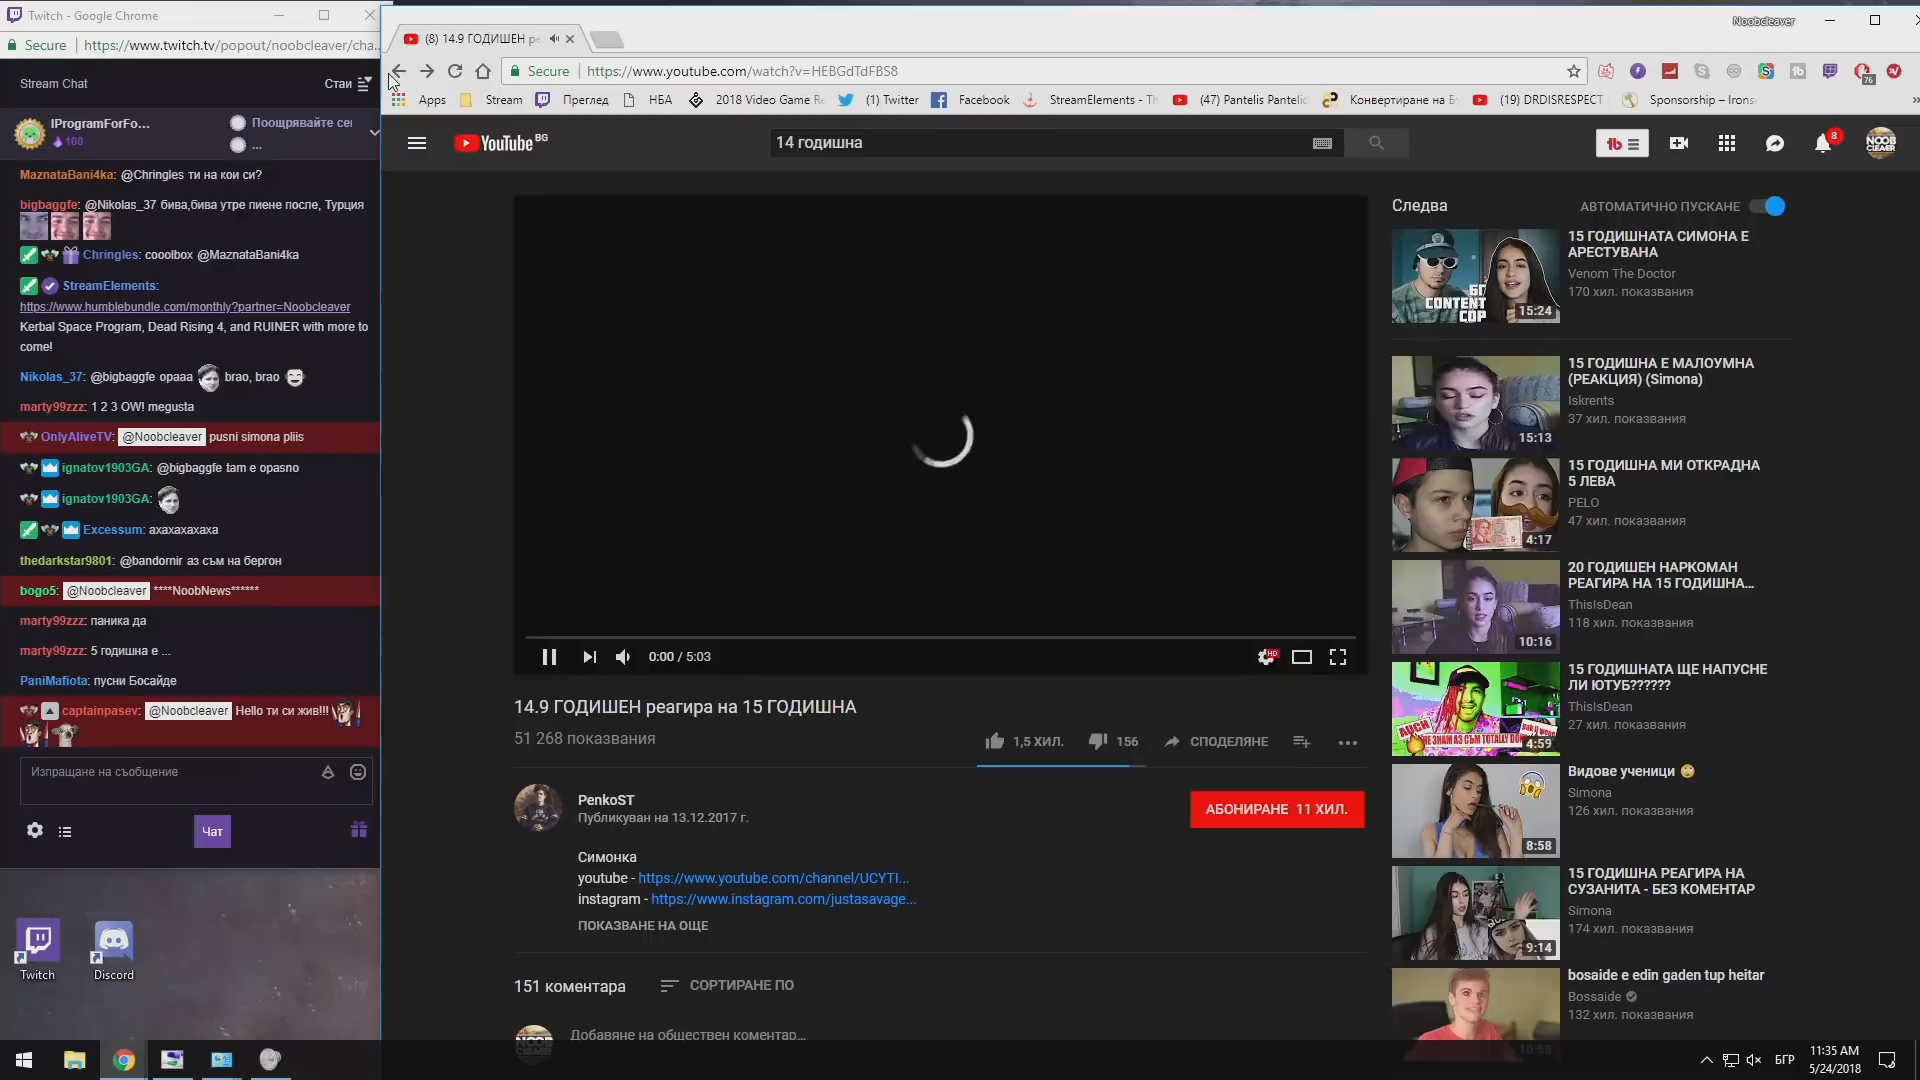 Twitch - Google Chrome
Secure | https://www.twitch.tv/popout/noobcleaver/cha...
Stream Chat
Стаи
IProgramForFo...
100
Поощрявайте
...
MaznataBani4ka: @Chringles ти на кои си?
bigbaggfe: @Nikolas_37 бива,бива утре пиене после, Турция
Chringles: cooolbox @MaznataBani4ka
StreamElements:
https://www.humblebundle.com/monthly?partner=Noobcleaver
Kerbal Space Program, Dead Rising 4, and RUINER with more to
come!
Nikolas_37: @bigbaggfe opaaa brao, brao
marty99zzz: 1 2 3 OW! megusta
OnlyAliveTV: @Noobcleaver pusni simona pliis
ignatov1903GA: @bigbaggfe tam e opasno
ignatov1903GA:
Excessum: ахахахахаха
thedarkstar9801: @bandornir аз съм на бергон
bogo5: @Noobcleaver ****NoobNews******
marty99zzz: паника да
marty99zzz: 5 годишна е ...
PaniMafiota: пусни Босайде
captainpasev: @Noobcleaver Hello ти си жив!!!
Изпращане на съобщение
Чат
Twitch
Discord
Noobcleaver
(8) 14.9 ГОДИШЕН ре
Secure | https://www.youtube.com/watch?v=HEBGdTdFBS8
76
Apps
Stream
Преглед
НБА
2018 Video Game Re
(1) Twitter
Facebook
StreamElements - Th
(47) Pantelis Pantelic
Конвертиране на Б
(19) DRDISRESPECT
Sponsorship – Irons
YouTube BG
14 годишна
8
0:00 / 5:03
HD
14.9 ГОДИШЕН реагира на 15 ГОДИШНА
51 268 показвания
1,5 ХИЛ.
156
СПОДЕЛЯНЕ
PenkoST
Публикуван на 13.12.2017 г.
АБОНИРАНЕ 11 ХИЛ.
Симонка
youtube - https://www.youtube.com/channel/UCYTI...
instagram - https://www.instagram.com/justasavage...
ПОКАЗВАНЕ НА ОЩЕ
151 коментара
СОРТИРАНЕ ПО
Добавяне на обществен коментар...
Следва
АВТОМАТИЧНО ПУСКАНЕ
БГ
CONTENT
COP
15:24
15 ГОДИШНАТА СИМОНА Е
АРЕСТУВАНА
Venom The Doctor
170 хил. показвания
15:13
15 ГОДИШНА Е МАЛОУМНА
(РЕАКЦИЯ) (Simona)
Iskrents
37 хил. показвания
4:17
15 ГОДИШНА МИ ОТКРАДНА
5 ЛЕВА
PELO
47 хил. показвания
10:16
20 ГОДИШЕН НАРКОМАН
РЕАГИРА НА 15 ГОДИШНА...
ThisIsDean
118 хил. показвания
4:59
15 ГОДИШНАТА ЩЕ НАПУСНЕ
ЛИ ЮТУБ??????
ThisIsDean
27 хил. показвания
8:58
Видове ученици
Simona
126 хил. показвания
9:14
15 ГОДИШНА РЕАГИРА НА
СУЗАНИТА - БЕЗ КОМЕНТАР
Simona
174 хил. показвания
bosaide e edin gaden tup heitar
Bossaide
132 хил. показвания
10:58
БГР
11:35 AM
5/24/2018